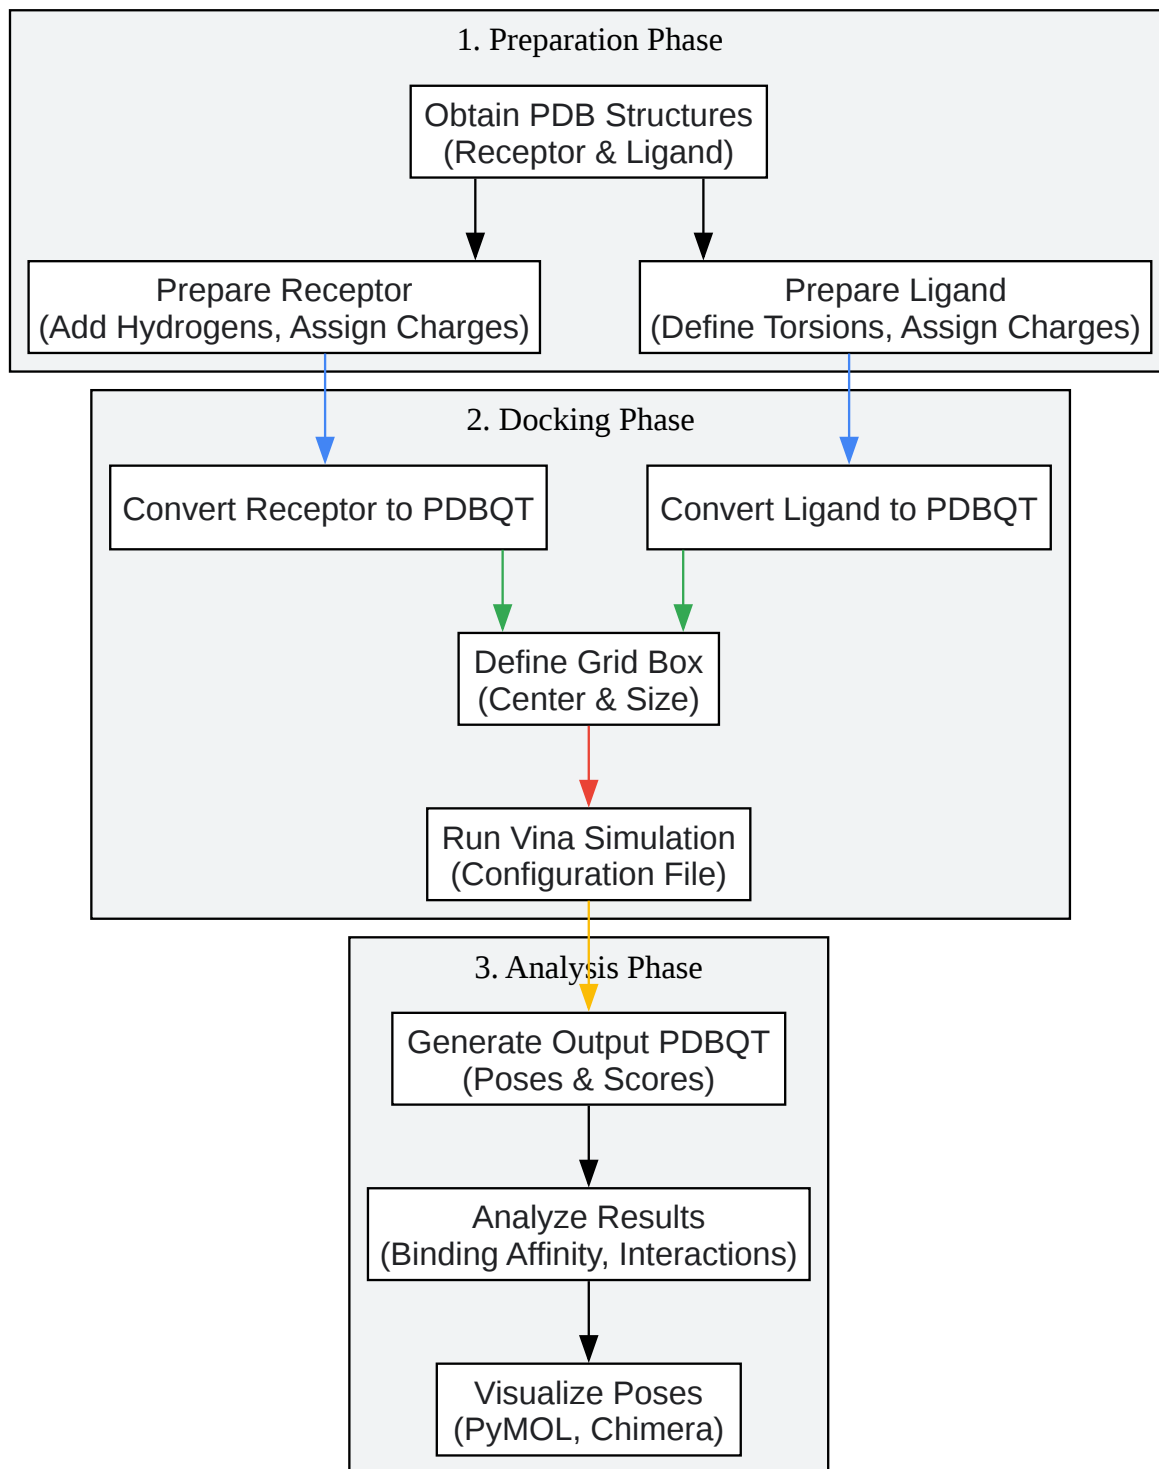 1. Preparation Phase
Obtain PDB Structures
(Receptor & Ligand)
Prepare Receptor
(Add Hydrogens, Assign Charges)
Prepare Ligand
(Define Torsions, Assign Charges)
2. Docking Phase
Convert Receptor to PDBQT
Convert Ligand to PDBQT
Define Grid Box
(Center & Size)
Run Vina Simulation
(Configuration File)
3. Analysis Phase
Generate Output PDBQT
(Poses & Scores)
Analyze Results
(Binding Affinity, Interactions)
Visualize Poses
(PyMOL, Chimera)